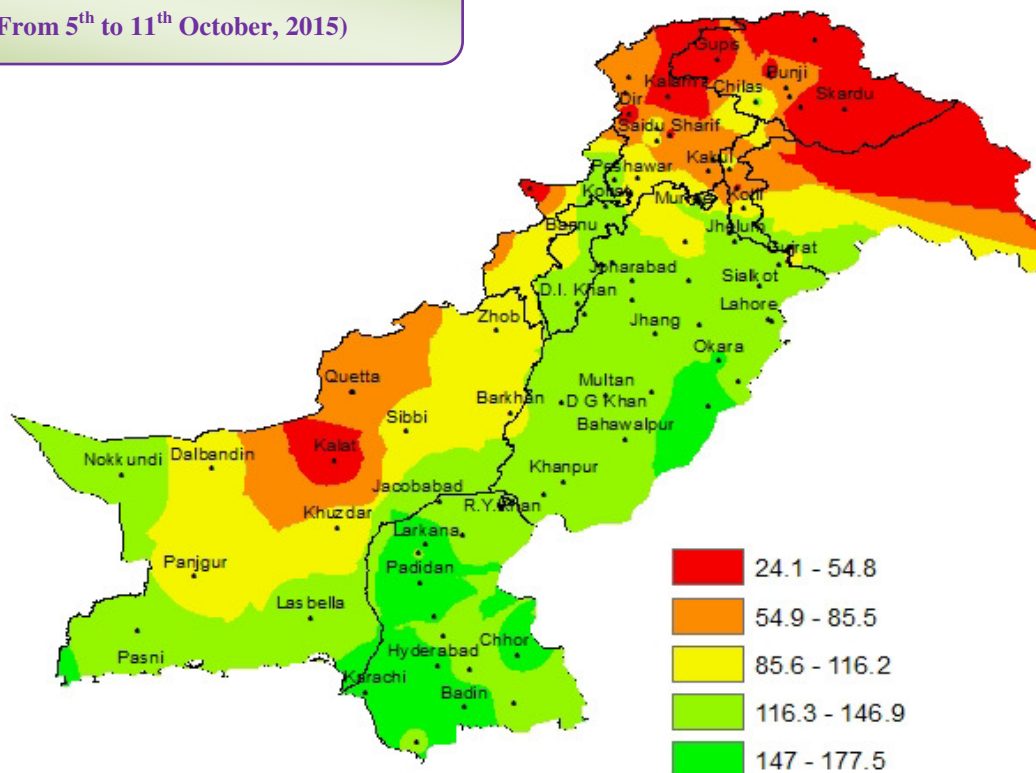 From 5th to 11th October, 2015)
Gupis
Bunji
Kalam
Chilas
Skardu
Dir
Saidu Sharif
Kakul
Peshawar
Kohat
Murree
Kotli
Bannu
Jhelum
Gujrat
Joharabad
Sialkot
D.I. Khan
Lahore
Zhob
Jhang
Okara
Quetta
Multan
Barkhan
D G Khan
Sibbi
Bahawalpur
Kalat
Dalbandin
Nokkundi
Khanpur
Jacobabad
R.Y.Khan
Khuzdar
Larkana
Padidan
Panjgur
Lasbella
Chhor
Hyderabad
Pasni
Karachi
Badin
24.1 - 54.8
54.9 - 85.5
85.6 - 116.2
116.3 - 146.9
147 - 177.5